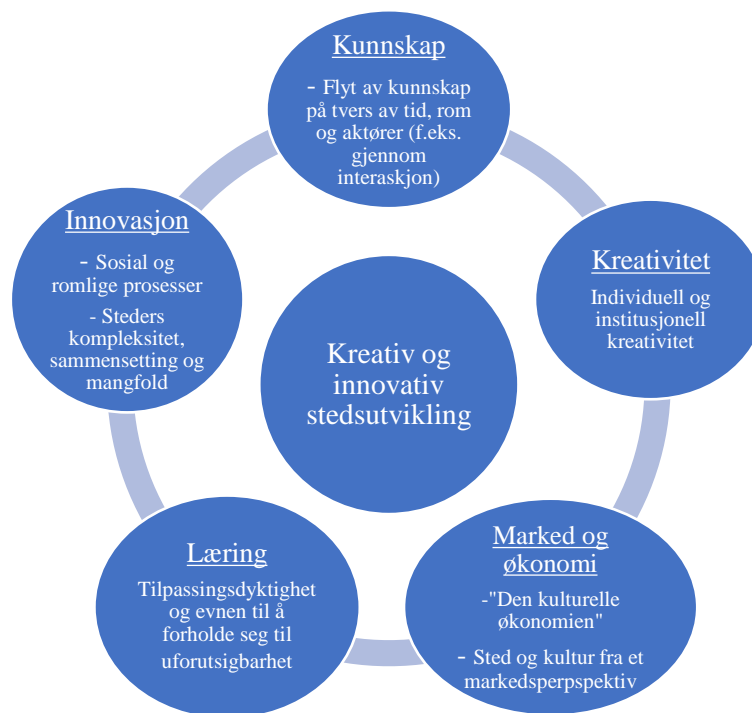 Kunnskap
- Flyt av kunnskap
på tvers av tid, rom
og aktører (f.eks.
gjennom
interaskjon)
Kreativitet
Individuell og
institusjonell
kreativitet
Marked og
økonomi
-"Den kulturelle
økonomien"
- Sted og kultur fra et
markedsperpspektiv
Læring
Tilpassingsdyktighet
og evnen til å
forholde seg til
uforutsigbarhet
Innovasjon
- Sosial og
romlige prosesser
- Steders
kompleksitet,
sammensetting og
mangfold
Kreativ og
innovativ
stedsutvikling